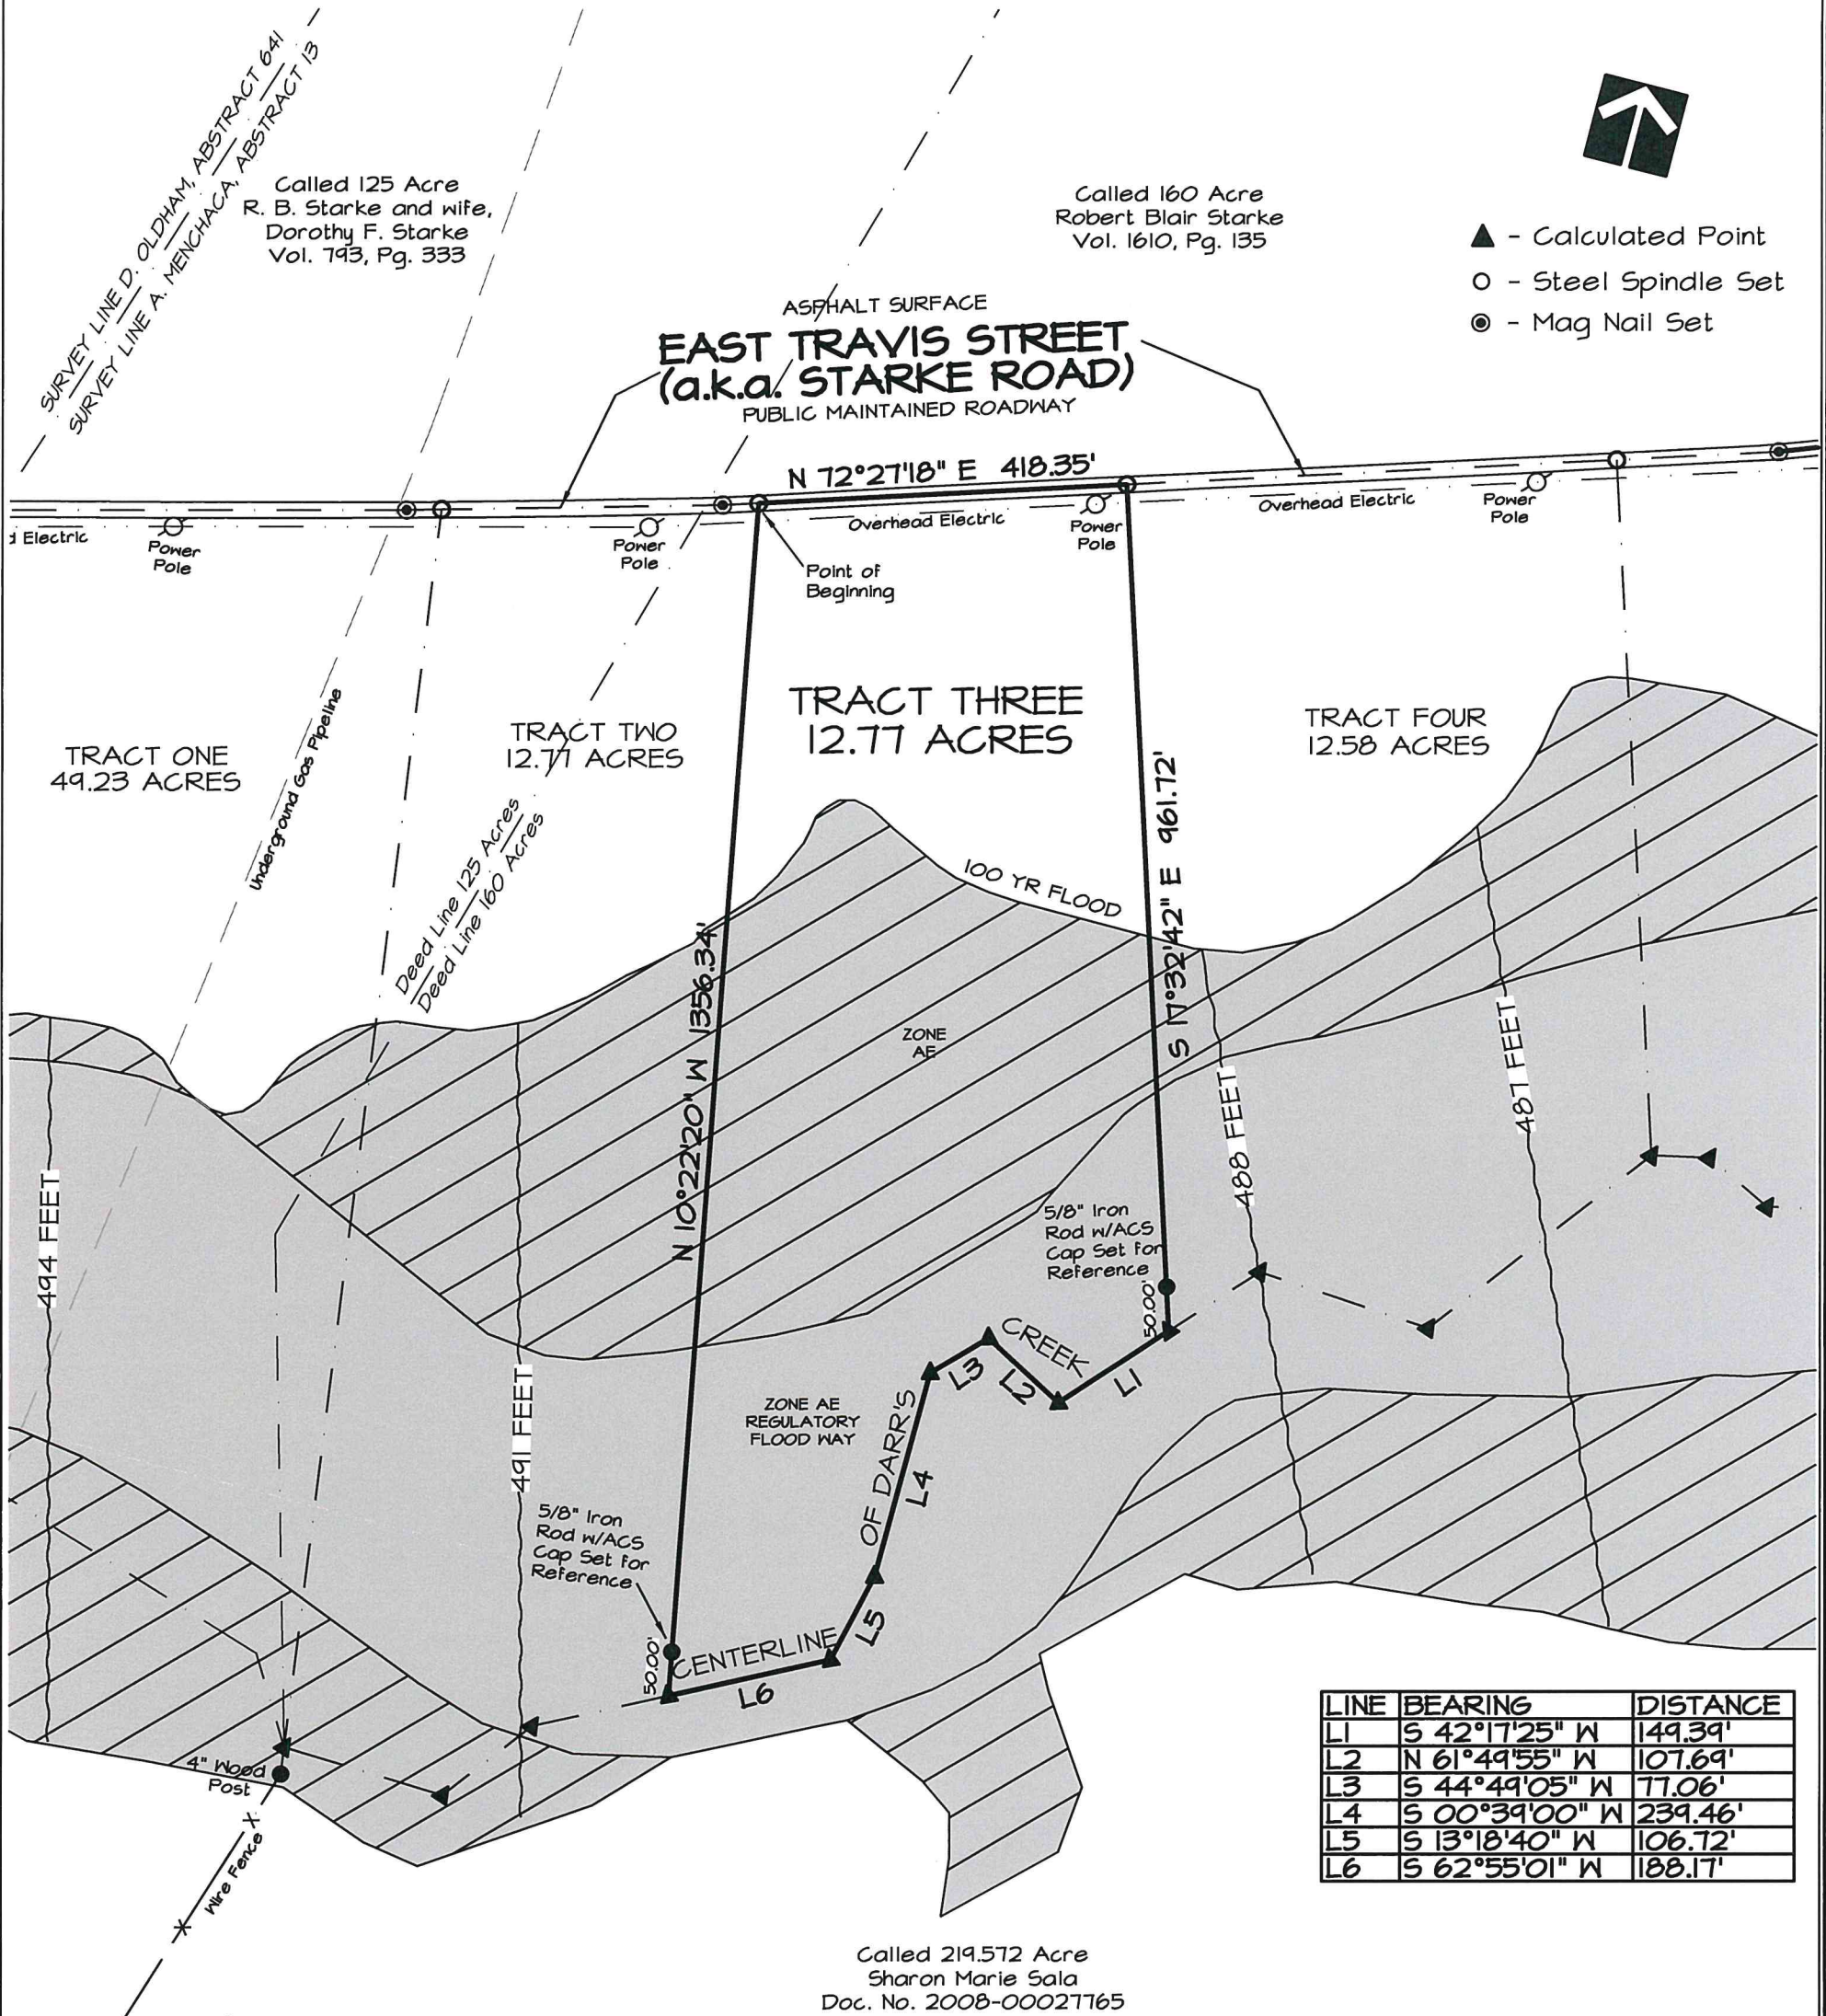 SURVEY LINE D. OLDHAM, ABSTRACT 641
SURVEY LINE A. MENCHACA, ABSTRACT 13
Called 125 Acre
R. B. Starke and wife,
Dorothy F. Starke
Vol. 793, Pg. 333
Called 160 Acre
Robert Blair Starke
Vol. 1610, Pg. 135
▲ - Calculated Point
O - Steel Spindle Set
◉ - Mag Nail Set
ASPHALT SURFACE
EAST TRAVIS STREET
(a.k.a. STARKE ROAD)
PUBLIC MAINTAINED ROADWAY
N 72°27'18" E 418.35'
d Electric
Power
Pole
Power
Pole
Overhead Electric
Power
Pole
Overhead Electric
Power
Pole
Point of
Beginning
TRACT ONE
49.23 ACRES
Underground Gas Pipeline
TRACT TWO
12.77 ACRES
TRACT THREE
12.77 ACRES
TRACT FOUR
12.58 ACRES
Deed Line 125 Acres
Deed Line 160 Acres
100 YR FLOOD
N 10°22'20" W 1356.34'
S 17°32'42" E 961.72'
ZONE
AE
494 FEET
491 FEET
488 FEET
487 FEET
5/8" Iron
Rod w/ACS
Cap Set for
Reference
50.00'
ZONE AE
REGULATORY
FLOOD WAY
5/8" Iron
Rod w/ACS
Cap Set for
Reference
50.00'
CENTERLINE
OF DARR'S
CREEK
L1
L2
L3
L4
L5
L6
4" Wood
Post
Wire Fence
LINE BEARING DISTANCE
L1 S 42°17'25" W 149.39'
L2 N 61°49'55" W 107.69'
L3 S 44°49'05" W 77.06'
L4 S 00°39'00" W 239.46'
L5 S 13°18'40" W 106.72'
L6 S 62°55'01" W 188.17'
Called 219.572 Acre
Sharon Marie Sala
Doc. No. 2008-00027765